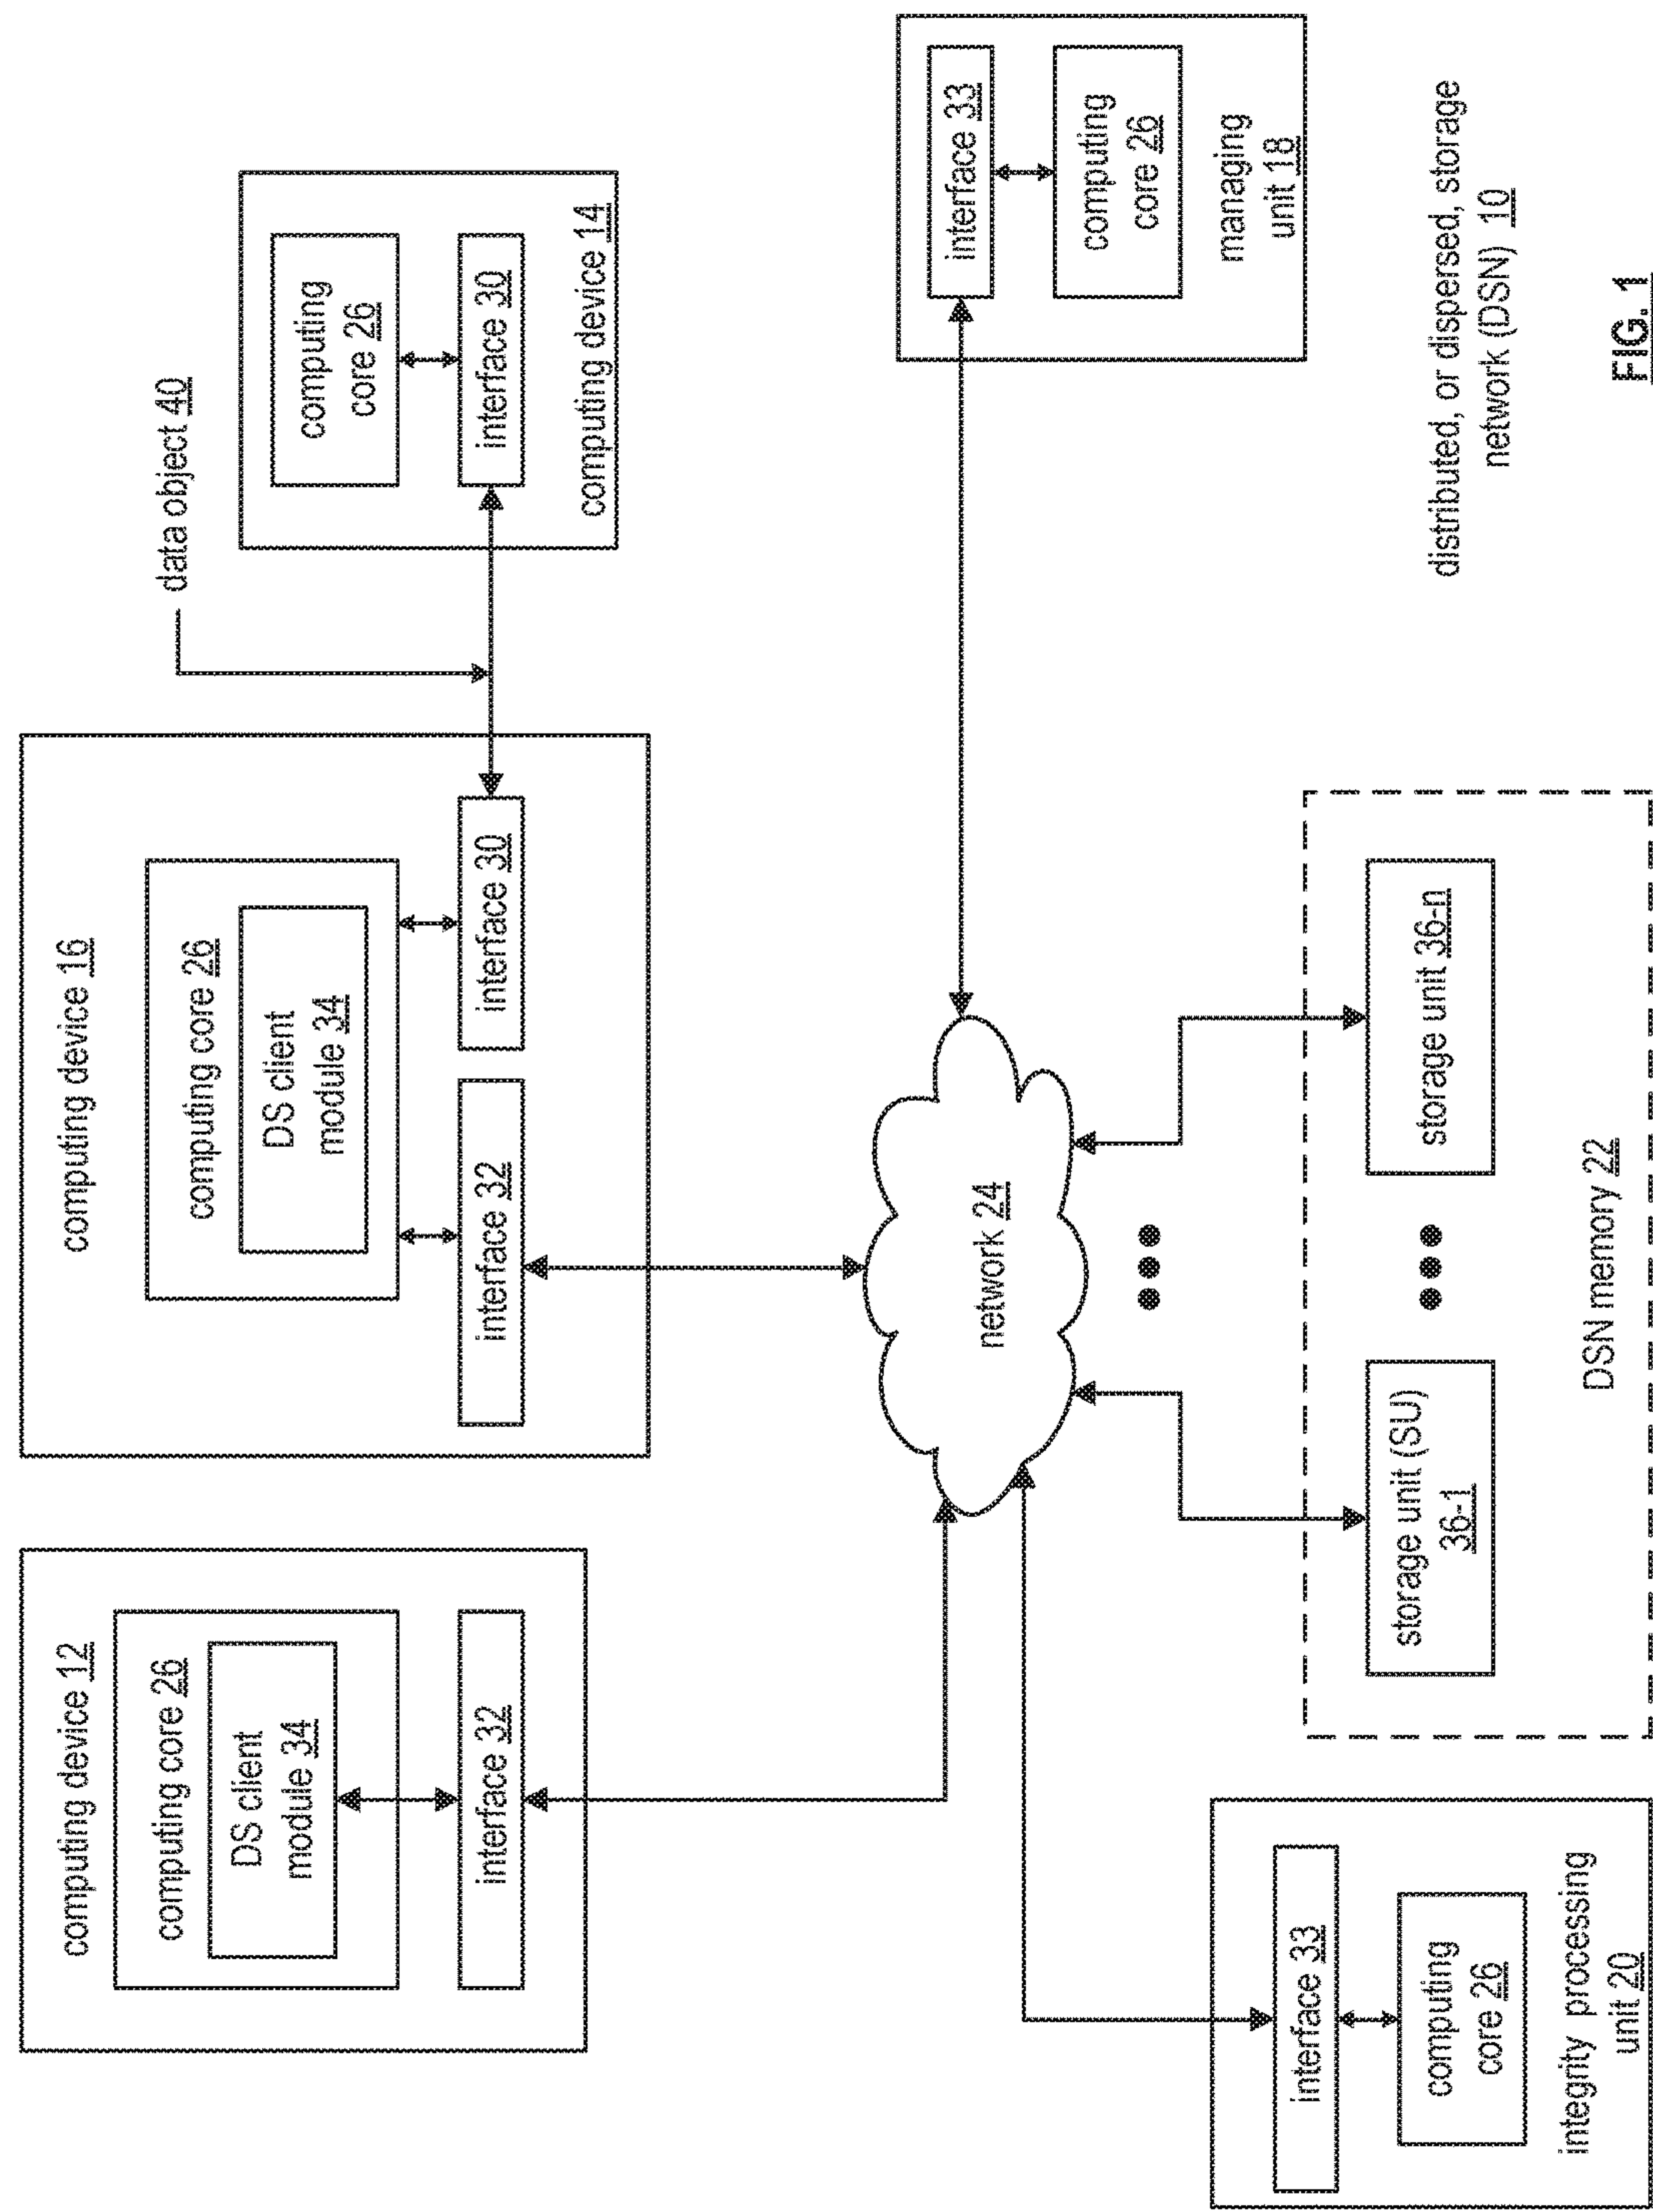 computing device 12
computing core 26
DS client
module 34
interface 32
computing device 16
computing core 26
DS client
module 34
interface 32
interface 30
data object 40
computing
core 26
interface 30
computing device 14
network 24
interface 33
computing
core 26
managing
unit 18
interface 33
computing
core 26
integrity processing
unit 20
storage unit (SU)
36-1
storage unit 36-n
DSN memory 22
distributed, or dispersed, storage
network (DSN) 10
FIG. 1